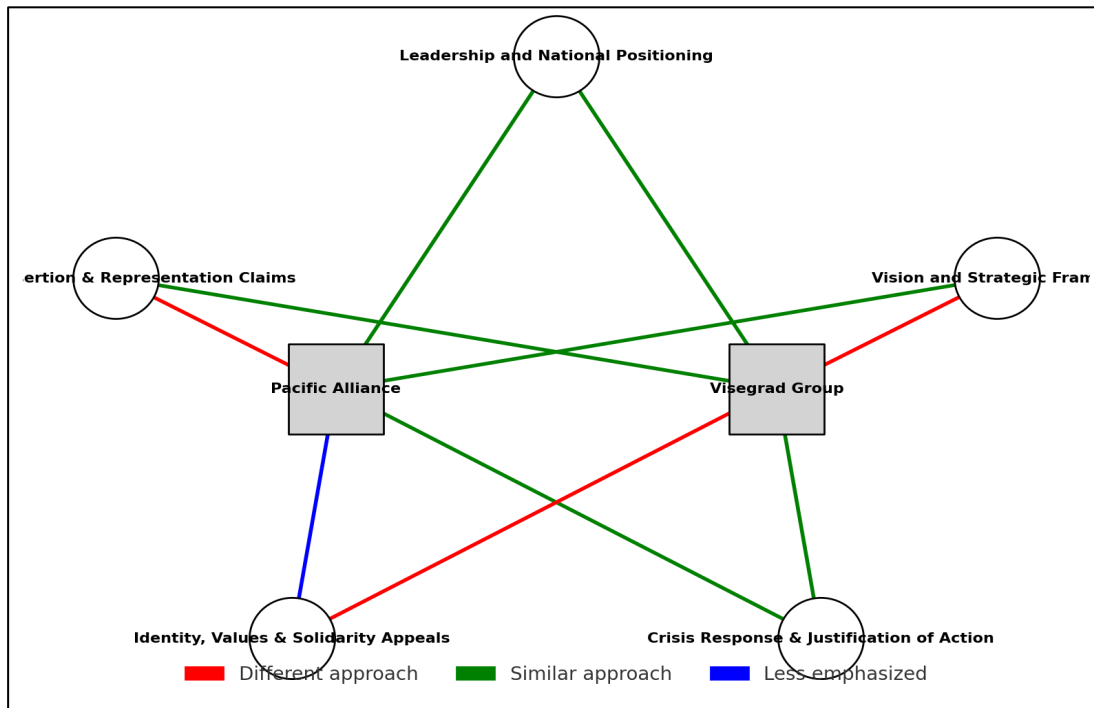 Leadership and National Positioning
ertion & Representation Claims
Vision and Strategic Fram
Pacific Alliance
Visegrad Group
Identity, Values & Solidarity Appeals
Crisis Response & Justification of Action
Different approach
Similar approach
Less emphasized